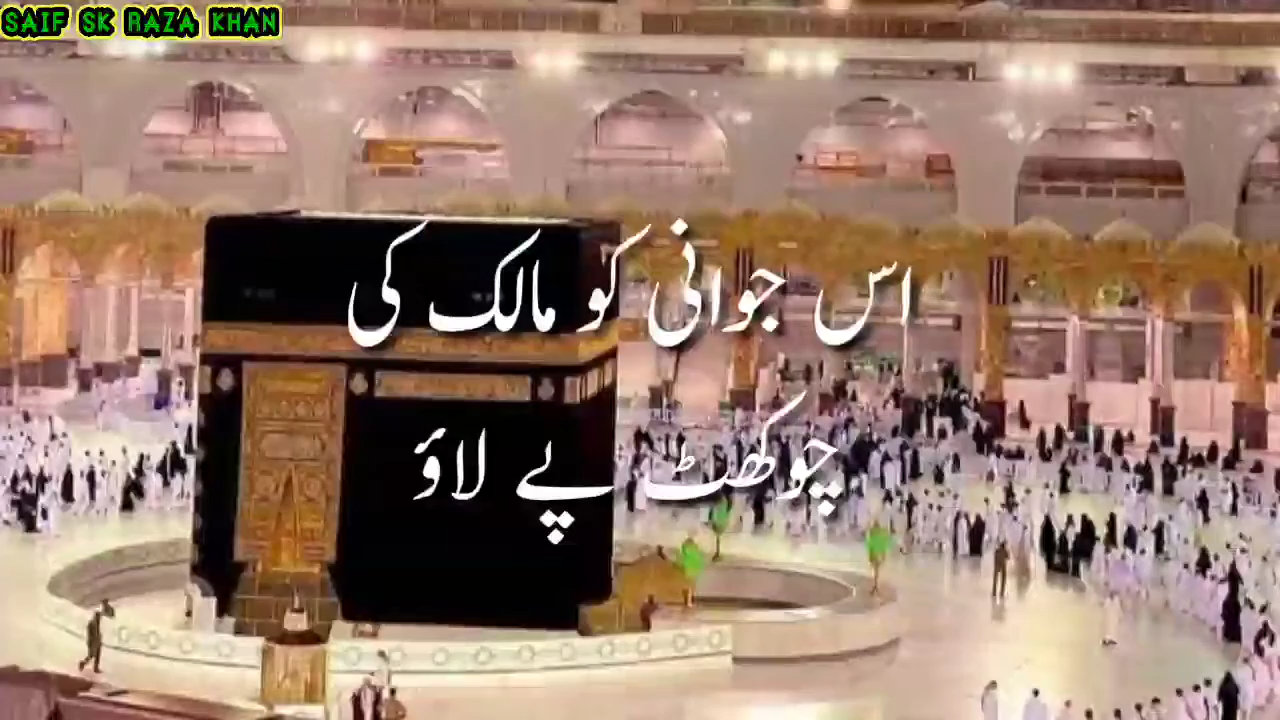 SAIF SK RAZA KHAN
اس جوانی کو مالک کی
چوکھٹ پے لاؤ